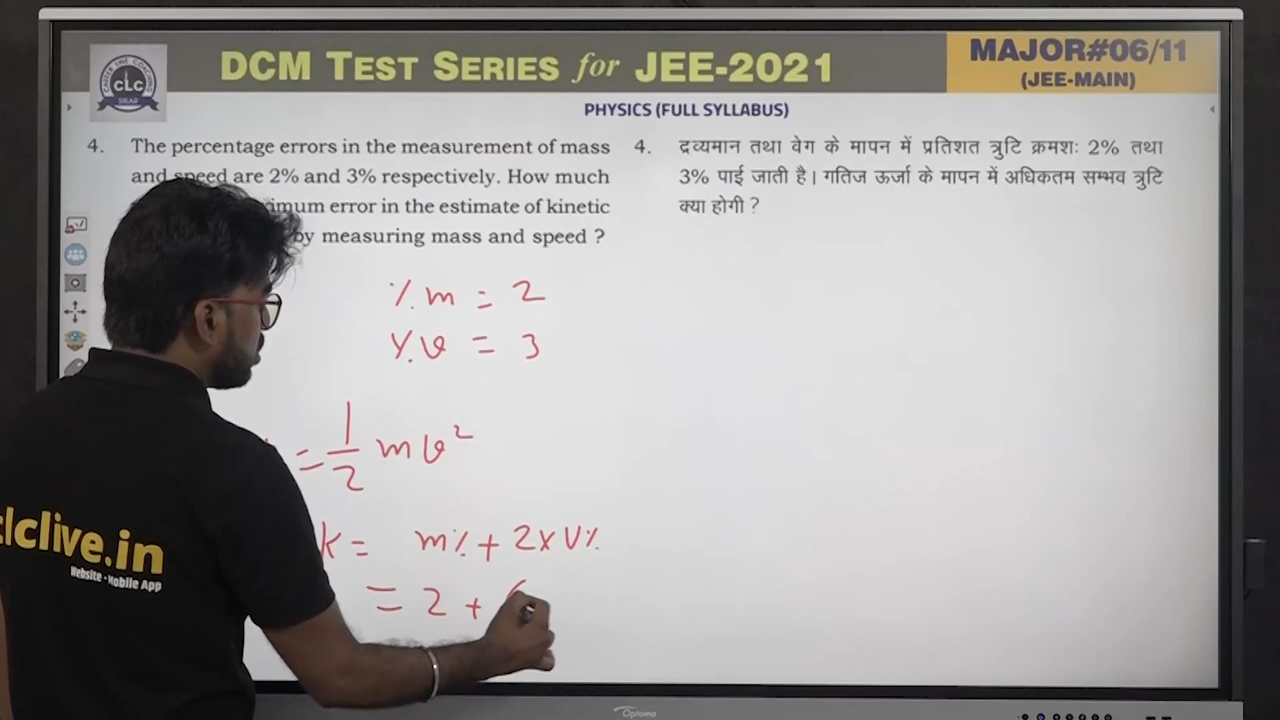 DCM TEST SERIES for JEE-2021
MAJOR#06/11
(JEE-MAIN)
CLC
SIKAR
PHYSICS (FULL SYLLABUS)
4. The percentage errors in the measurement of mass
and speed are 2% and 3% respectively. How much
imum error in the estimate of kinetic
by measuring mass and speed ?
4. द्रव्यमान तथा वेग के मापन में प्रतिशत त्रुटि क्रमशः 2% तथा
3% पाई जाती है। गतिज ऊर्जा के मापन में अधिकतम सम्भव त्रुटि
क्या होगी ?
% m = 2
% v = 3
= 1/2 m v²
k = m% + 2 x v%
= 2 +
clclive.in
Website • Mobile App
Optoma